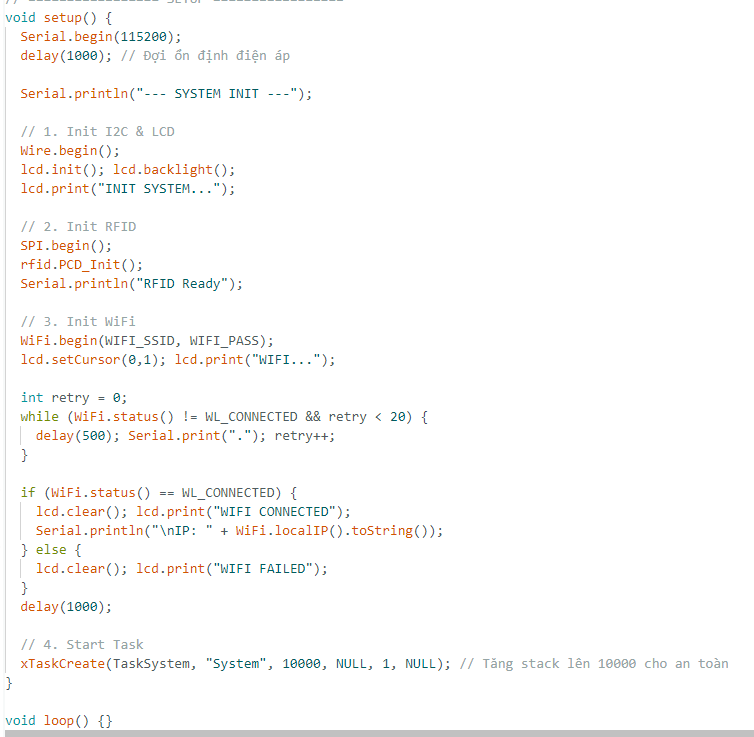 void setup() {
  Serial.begin(115200);
  delay(1000); // Đợi ổn định điện áp

  Serial.println("--- SYSTEM INIT ---");

  // 1. Init I2C & LCD
  Wire.begin();
  lcd.init(); lcd.backlight();
  lcd.print("INIT SYSTEM...");

  // 2. Init RFID
  SPI.begin();
  rfid.PCD_Init();
  Serial.println("RFID Ready");

  // 3. Init WiFi
  WiFi.begin(WIFI_SSID, WIFI_PASS);
  lcd.setCursor(0,1); lcd.print("WIFI...");

  int retry = 0;
  while (WiFi.status() != WL_CONNECTED && retry < 20) {
    delay(500); Serial.print("."); retry++;
  }

  if (WiFi.status() == WL_CONNECTED) {
    lcd.clear(); lcd.print("WIFI CONNECTED");
    Serial.println("\nIP: " + WiFi.localIP().toString());
  } else {
    lcd.clear(); lcd.print("WIFI FAILED");
  }
  delay(1000);

  // 4. Start Task
  xTaskCreate(TaskSystem, "System", 10000, NULL, 1, NULL); // Tăng stack lên 10000 cho an toàn
}

void loop() {}